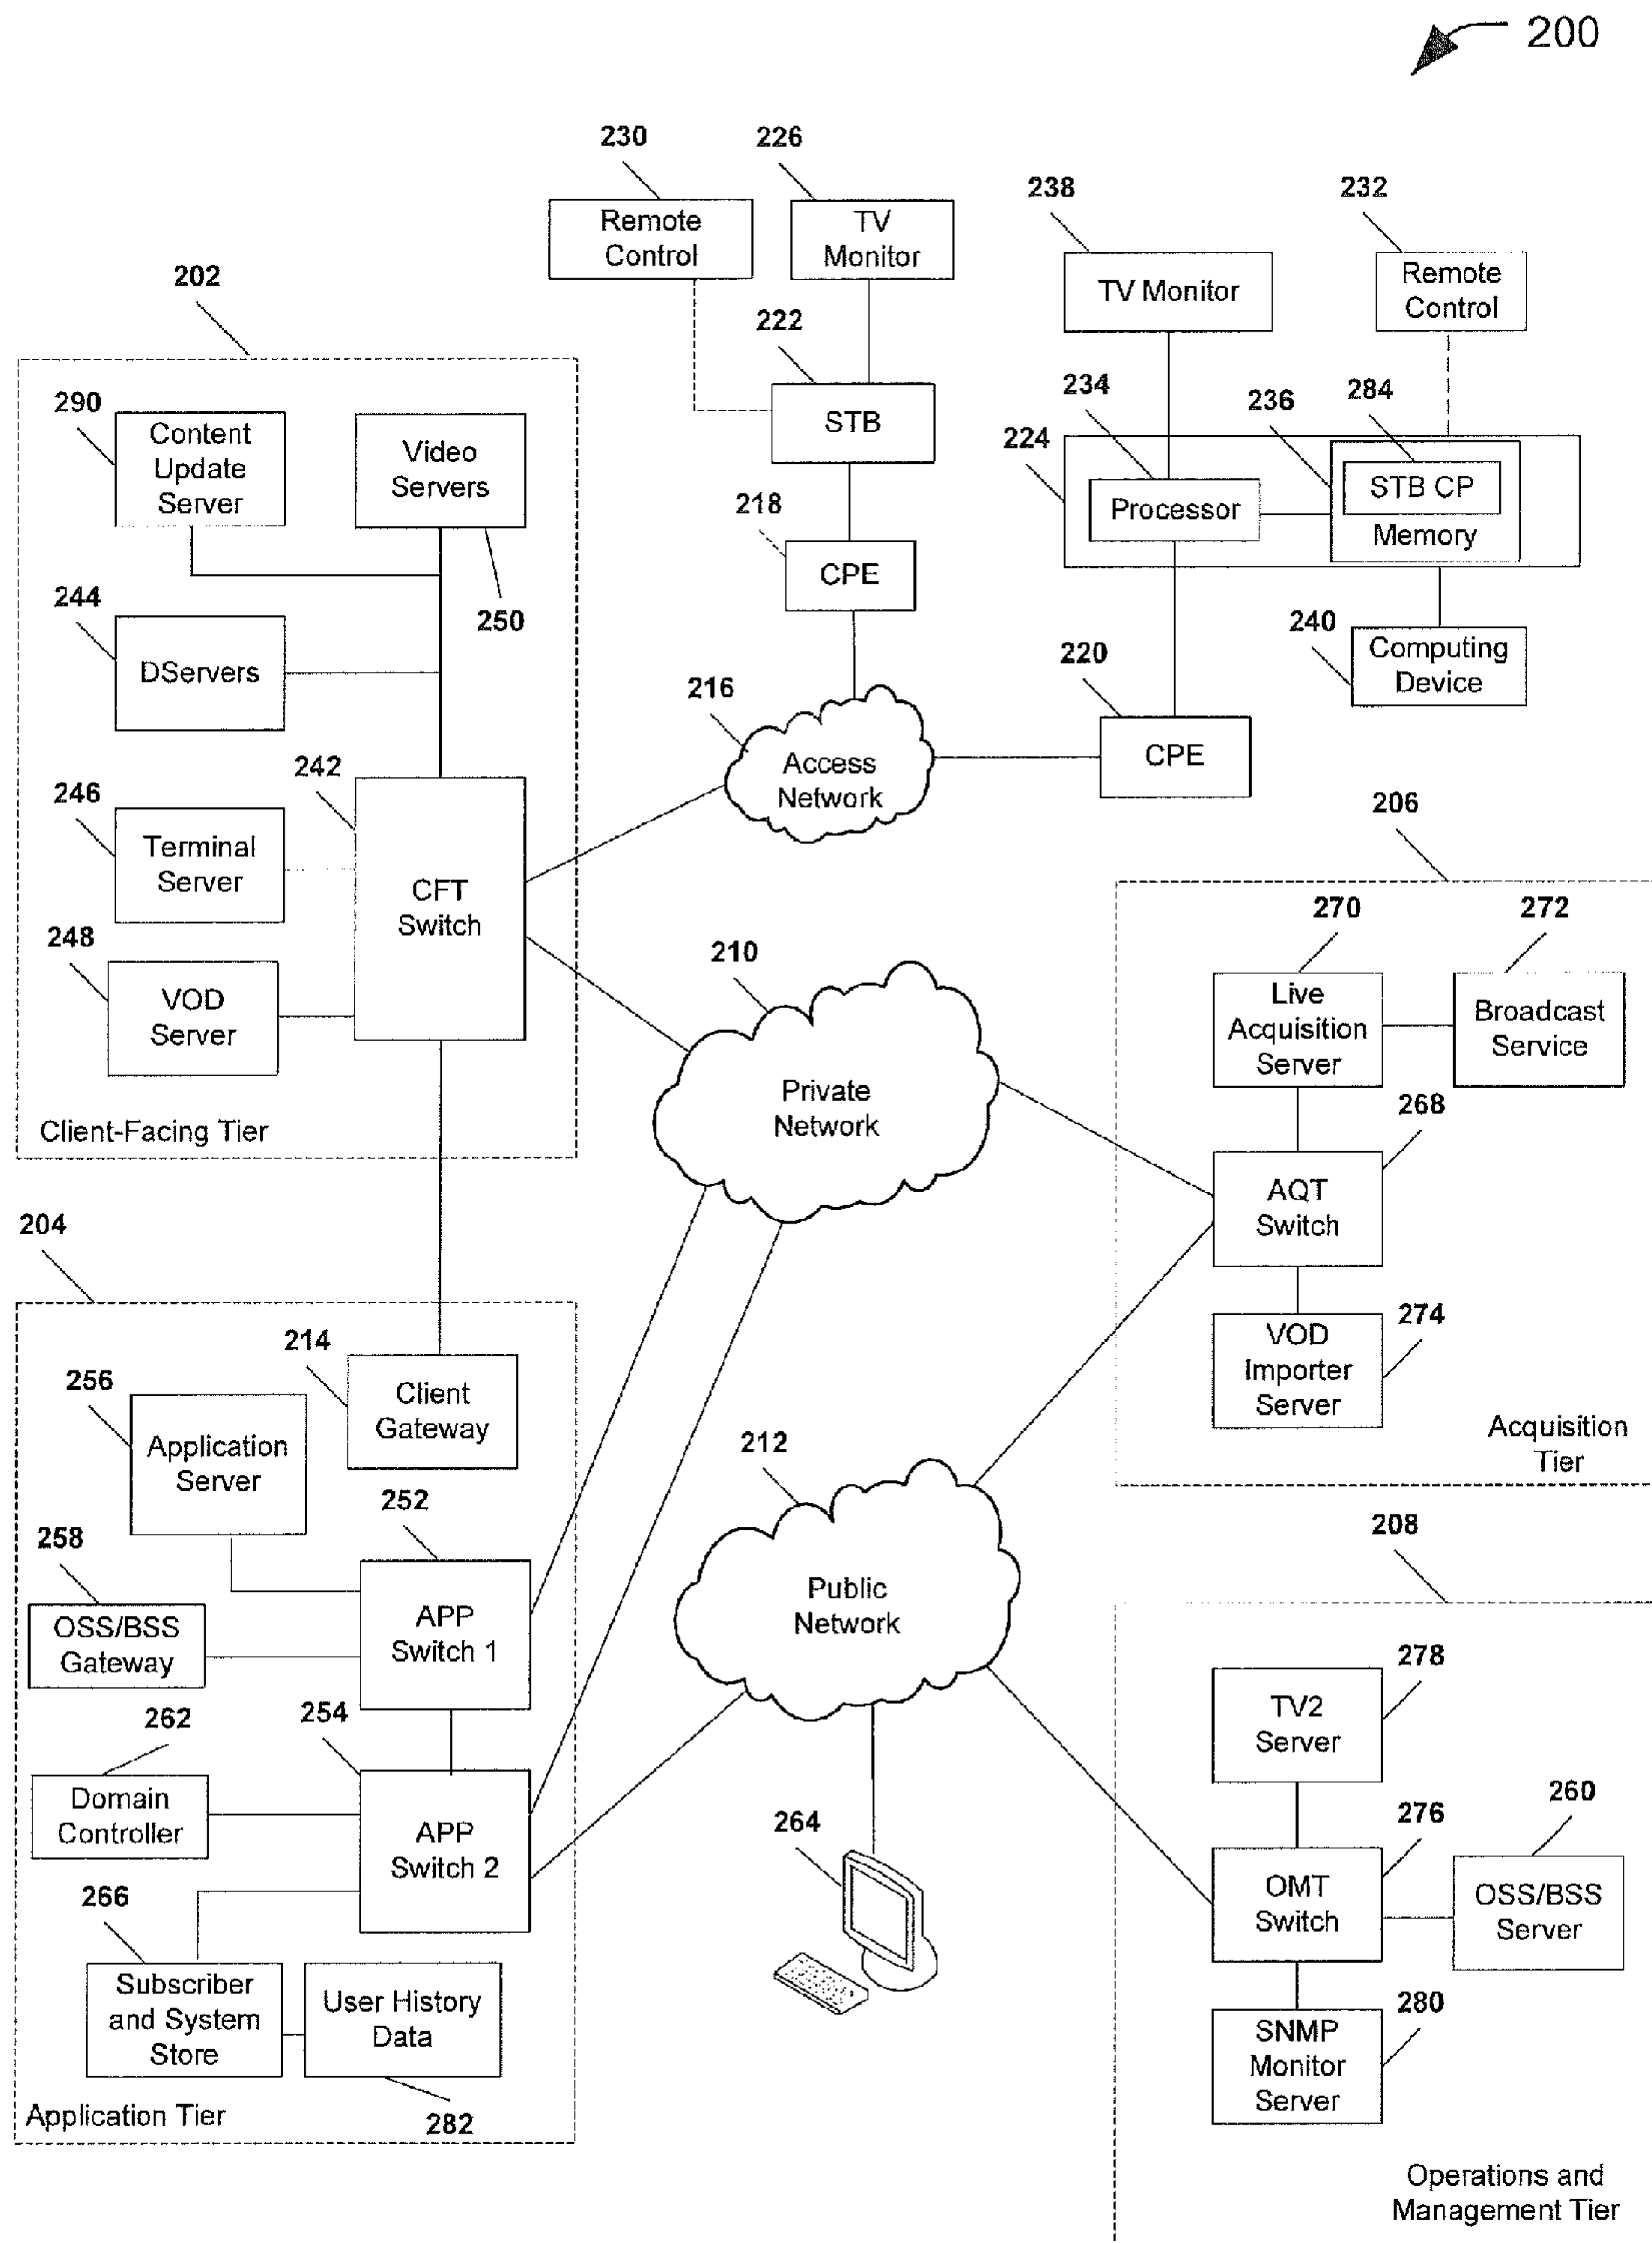 200
230
226
238
232
Remote
Control
TV
Monitor
TV Monitor
Remote
Control
202
222
STB
290
Content
Update
Server
Video
Servers
250
234
236
284
224
Processor
STB CP
Memory
218
CPE
244
DServers
240
Computing
Device
220
CPE
216
Access
Network
242
CFT
Switch
246
Terminal
Server
248
VOD
Server
Client-Facing Tier
206
270
272
Live
Acquisition
Server
Broadcast
Service
268
AQT
Switch
274
VOD
Importer
Server
Acquisition
Tier
210
Private
Network
204
214
Client
Gateway
256
Application
Server
252
APP
Switch 1
258
OSS/BSS
Gateway
262
Domain
Controller
254
APP
Switch 2
266
Subscriber
and System
Store
User History
Data
282
Application Tier
212
Public
Network
264
208
278
TV2
Server
276
OMT
Switch
260
OSS/BSS
Server
280
SNMP
Monitor
Server
Operations and
Management Tier